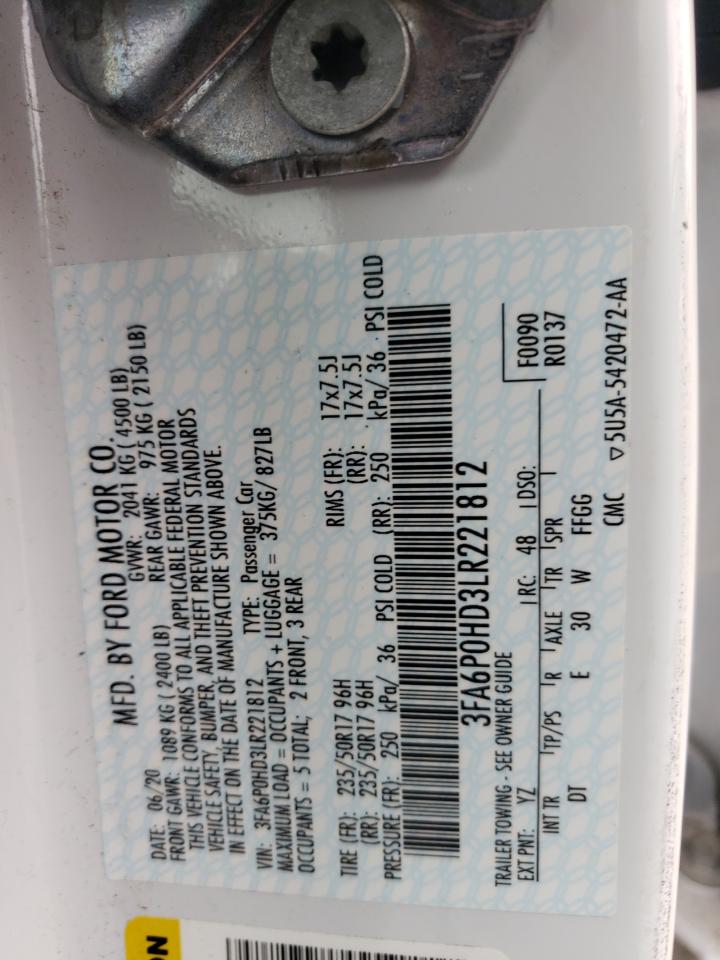 MFD. BY FORD MOTOR CO.
DATE: 06/20 GVWR: 2041 KG ( 4500 LB)
FRONT GAWR: 1089 KG ( 2400 LB) REAR GAWR: 975 KG ( 2150 LB)
THIS VEHICLE CONFORMS TO ALL APPLICABLE FEDERAL MOTOR
VEHICLE SAFETY, BUMPER, AND THEFT PREVENTION STANDARDS
IN EFFECT ON THE DATE OF MANUFACTURE SHOWN ABOVE.
VIN: 3FA6P0HD3LR221812 TYPE: Passenger Car
MAXIMUM LOAD = OCCUPANTS + LUGGAGE = 375KG/ 827LB
OCCUPANTS = 5 TOTAL; 2 FRONT, 3 REAR
TIRE (FR): 235/50R17 96H RIMS (FR): 17x7.5J
(RR): 235/50R17 96H (RR): 17x7.5J
PRESSURE (FR): 250 kPa/ 36 PSI COLD (RR): 250 kPa/ 36 PSI COLD
3FA6P0HD3LR221812
TRAILER TOWING - SEE OWNER GUIDE F0090
EXT PNT: YZ RC: 48 DSO: R0137
INT TR TP/PS R AXLE TR SPR
DT E 30 W FFGG
CMC ▽5U5A-5420472-AA
ON